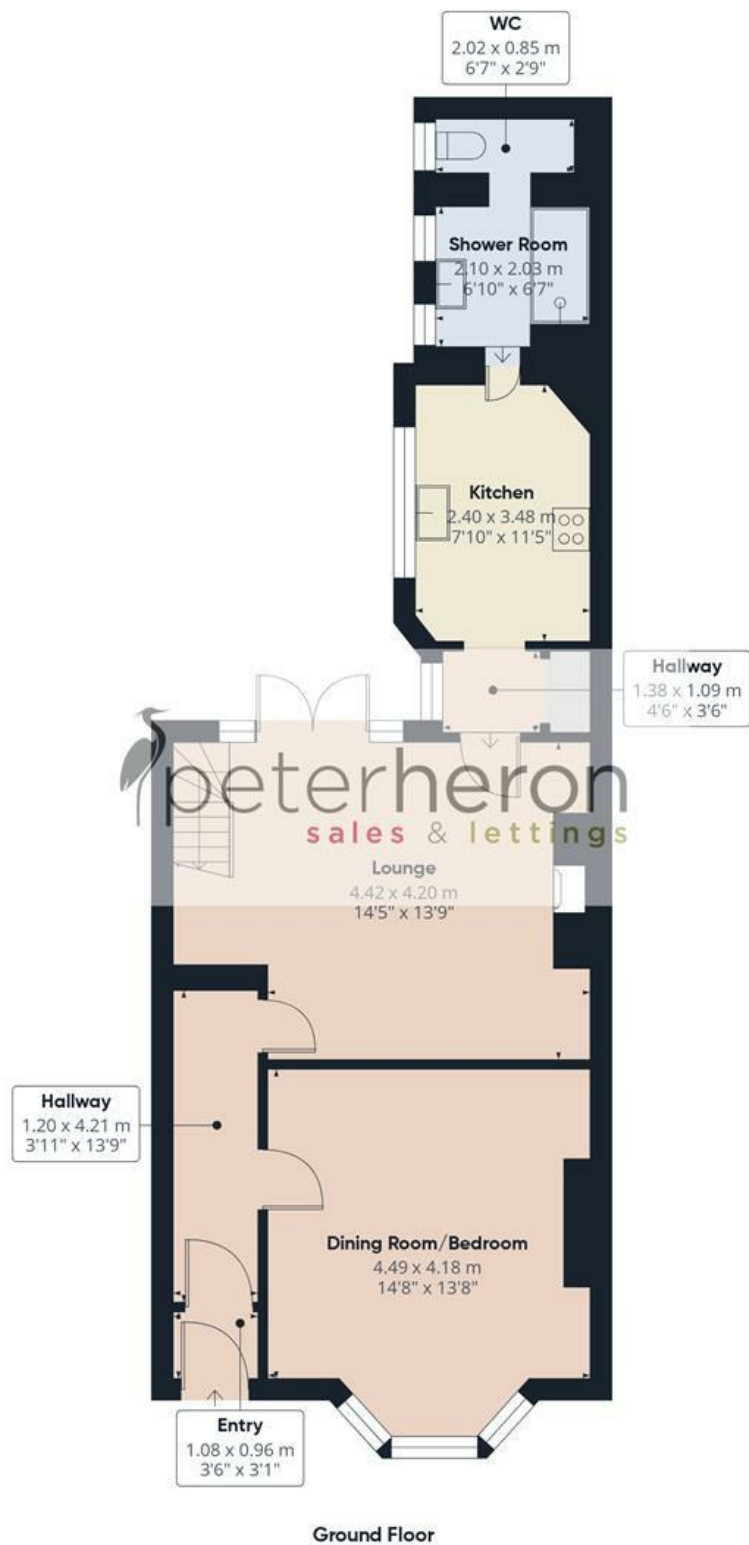 WC
2.02 x 0.85 m
6'7" x 2'9"
Shower Room
2.10 x 2.03 m
6'10" x 6'7"
Kitchen
2.40 x 3.48 m
7'10" x 11'5"
Hallway
1.38 x 1.09 m
4'6" x 3'6"
peterheron
sales & lettings
Lounge
4.42 x 4.20 m
14'5" x 13'9"
Hallway
1.20 x 4.21 m
3'11" x 13'9"
Dining Room/Bedroom
4.49 x 4.18 m
14'8" x 13'8"
Entry
1.08 x 0.96 m
3'6" x 3'1"
Ground Floor